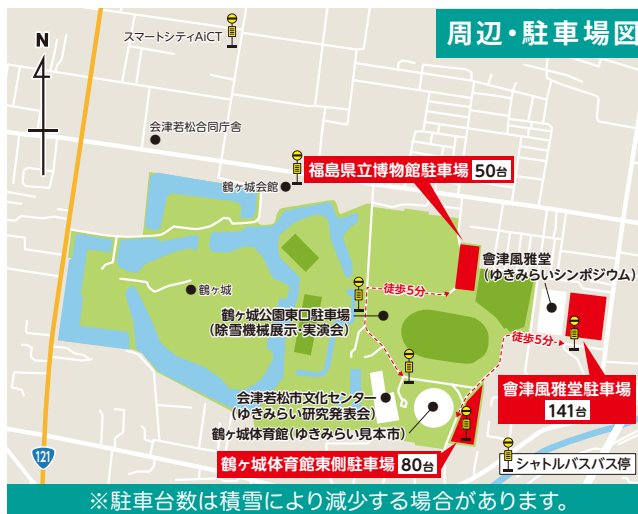 周辺・駐車場図
スマートシティAiCT
N
会津若松合同庁舎
鶴ヶ城会館
福島県立博物館駐車場 50台
會津風雅堂
(ゆきみらいシンポジウム)
鶴ヶ城
徒歩5分
鶴ヶ城公園東口駐車場
(除雪機械展示・実演会)
徒歩5分
會津風雅堂駐車場
141台
会津若松市文化センター
(ゆきみらい研究発表会)
鶴ヶ城体育館(ゆきみらい見本市)
鶴ヶ城体育館東側駐車場 80台
シャトルバスバス停
121
※駐車台数は積雪により減少する場合があります。